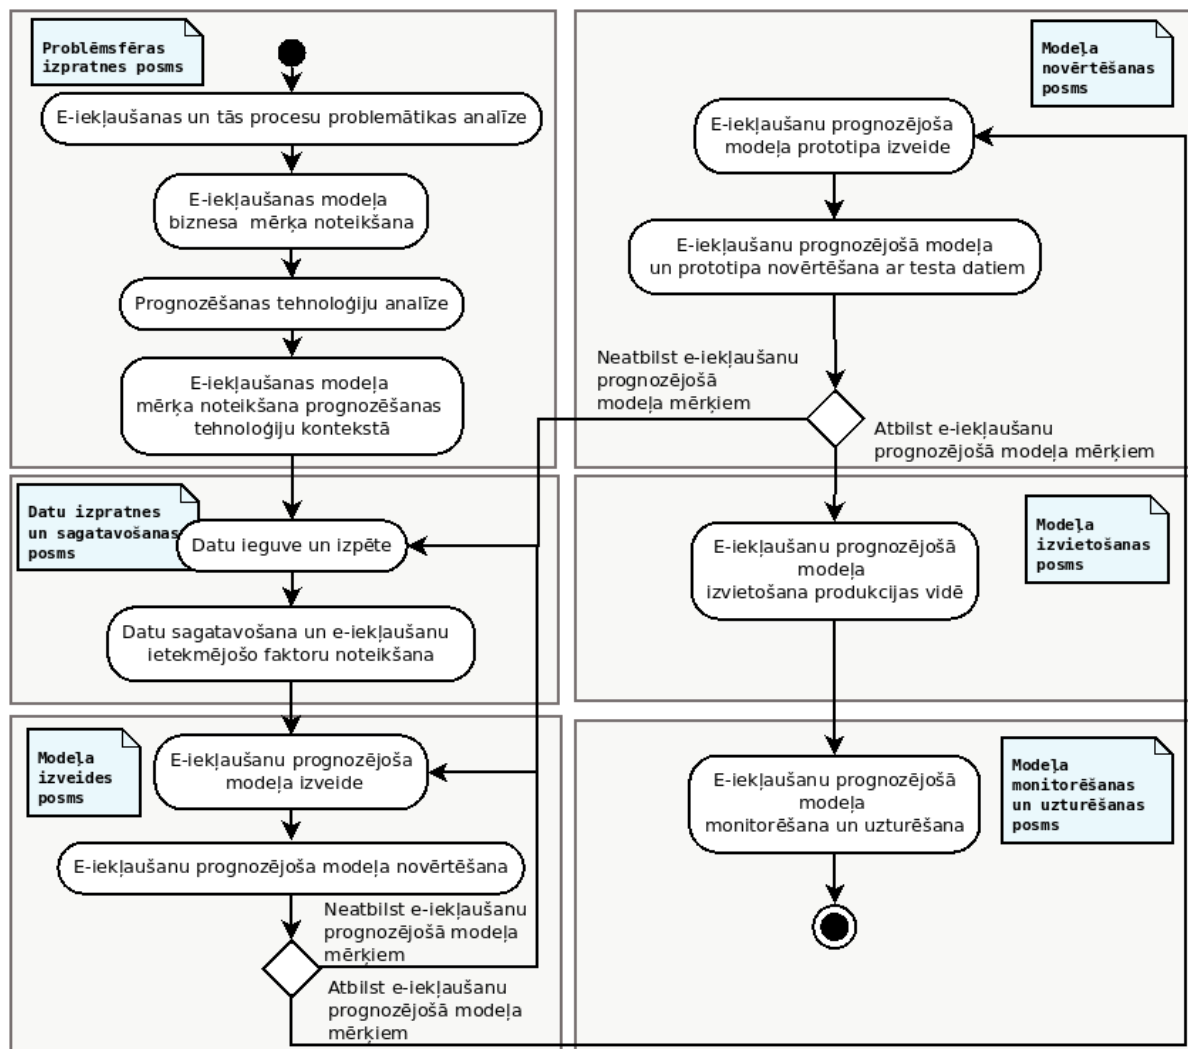 Problēmsfēras
izpratnes posms
E-iekļaušanas un tās procesu problemātikas analīze
E-iekļaušanas modeļa
biznesa mērķa noteikšana
Prognozēšanas tehnoloģiju analīze
E-iekļaušanas modeļa
mērķa noteikšana prognozēšanas
tehnoloģiju kontekstā
Datu izpratnes
un sagatavošanas
posms
Datu ieguve un izpēte
Datu sagatavošana un e-iekļaušanu
ietekmējošo faktoru noteikšana
Modeļa
izveides
posms
E-iekļaušanu prognozējoša
modeļa izveide
E-iekļaušanu prognozējoša modeļa novērtēšana
Neatbilst e-iekļaušanu
prognozējošā modeļa
mērķiem
Atbilst e-iekļaušanu
prognozējošā modeļa
mērķiem
Modeļa
novērtēšanas
posms
E-iekļaušanu prognozējoša
modeļa prototipa izveide
E-iekļaušanu prognozējošā modeļa
un prototipa novērtēšana ar testa datiem
Neatbilst e-iekļaušanu
prognozējošā
modeļa mērķiem
Atbilst e-iekļaušanu
prognozējošā modeļa mērķiem
Modeļa
izvietošanas
posms
E-iekļaušanu prognozējošā
modeļa
izvietošana produkcijas vidē
Modeļa
monitorēšanas
un uzturēšanas
posms
E-iekļaušanu prognozējošā
modeļa
monitorēšana un uzturēšana